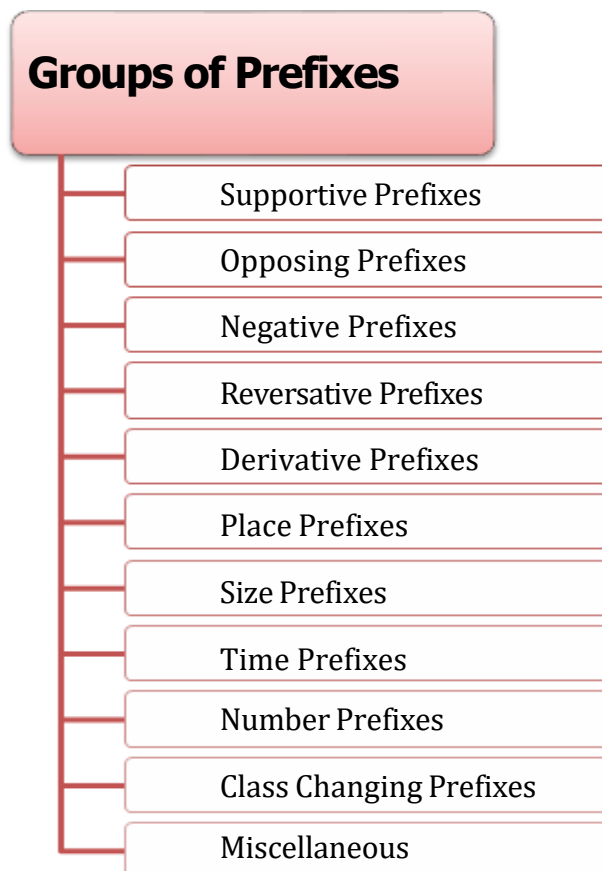 Groups of Prefixes
Supportive Prefixes
Opposing Prefixes
Negative Prefixes
Reversative Prefixes
Derivative Prefixes
Place Prefixes
Size Prefixes
Time Prefixes
Number Prefixes
Class Changing Prefixes
Miscellaneous